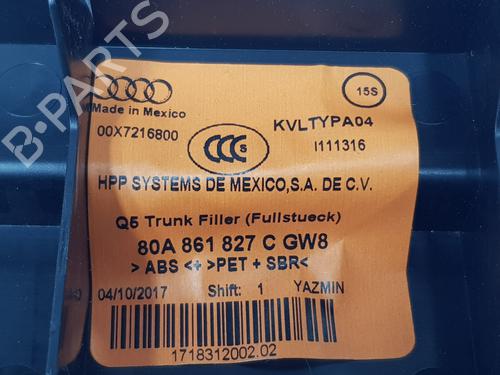 B-PARTS
15S
Made in Mexico
00X7216800
CCC S
KVLTYPA04
I111316
HPP SYSTEMS DE MEXICO,S.A. DE C.V.
Q5 Trunk Filler (Fullstueck)
80A 861 827 C GW8
> ABS <+ >PET + SBR<
04/10/2017 Shift: 1 YAZMIN
1718312002.02